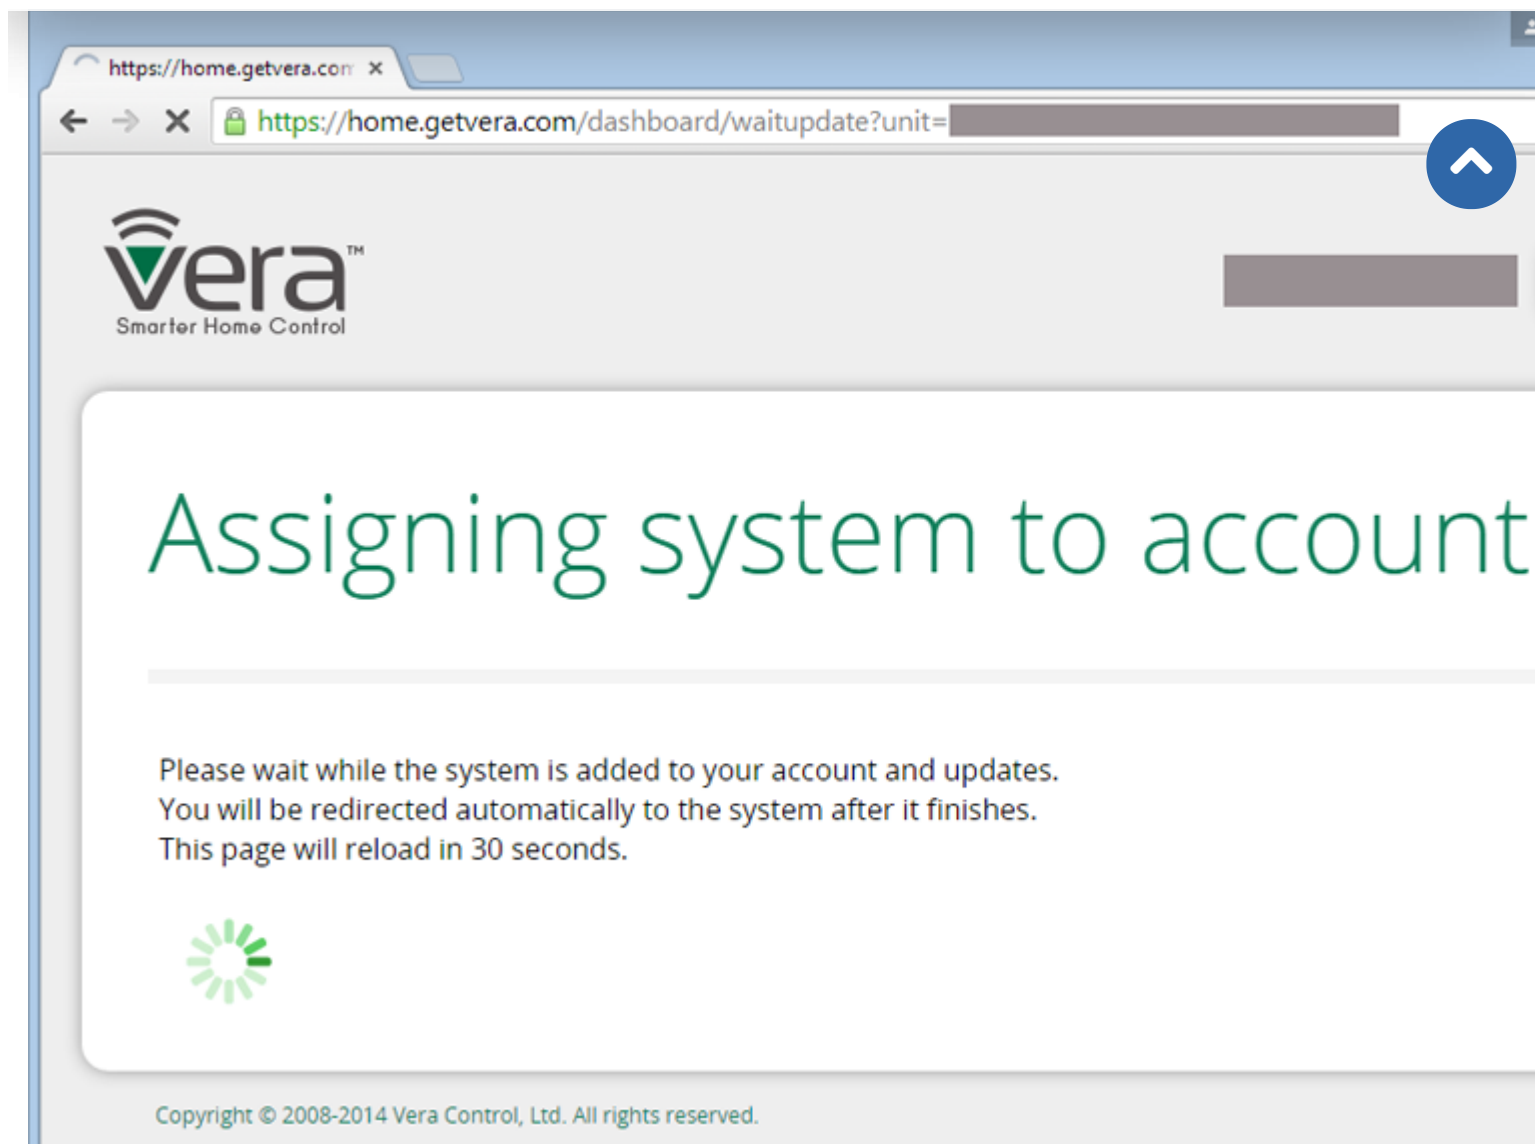 https://home.getvera.com
https://home.getvera.com/dashboard/waitupdate?unit=
vera™
Smarter Home Control
Assigning system to account
Please wait while the system is added to your account and updates.
You will be redirected automatically to the system after it finishes.
This page will reload in 30 seconds.
Copyright © 2008-2014 Vera Control, Ltd. All rights reserved.